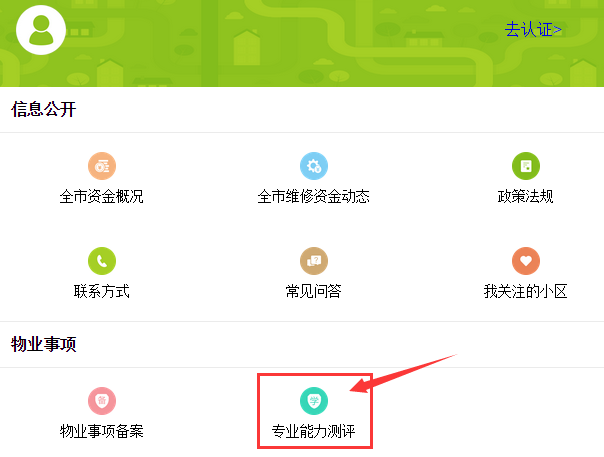 去认证>
信息公开
全市资金概况
全市维修资金动态
政策法规
联系方式
常见问答
我关注的小区
物业事项
备
学
物业事项备案
专业能力测评